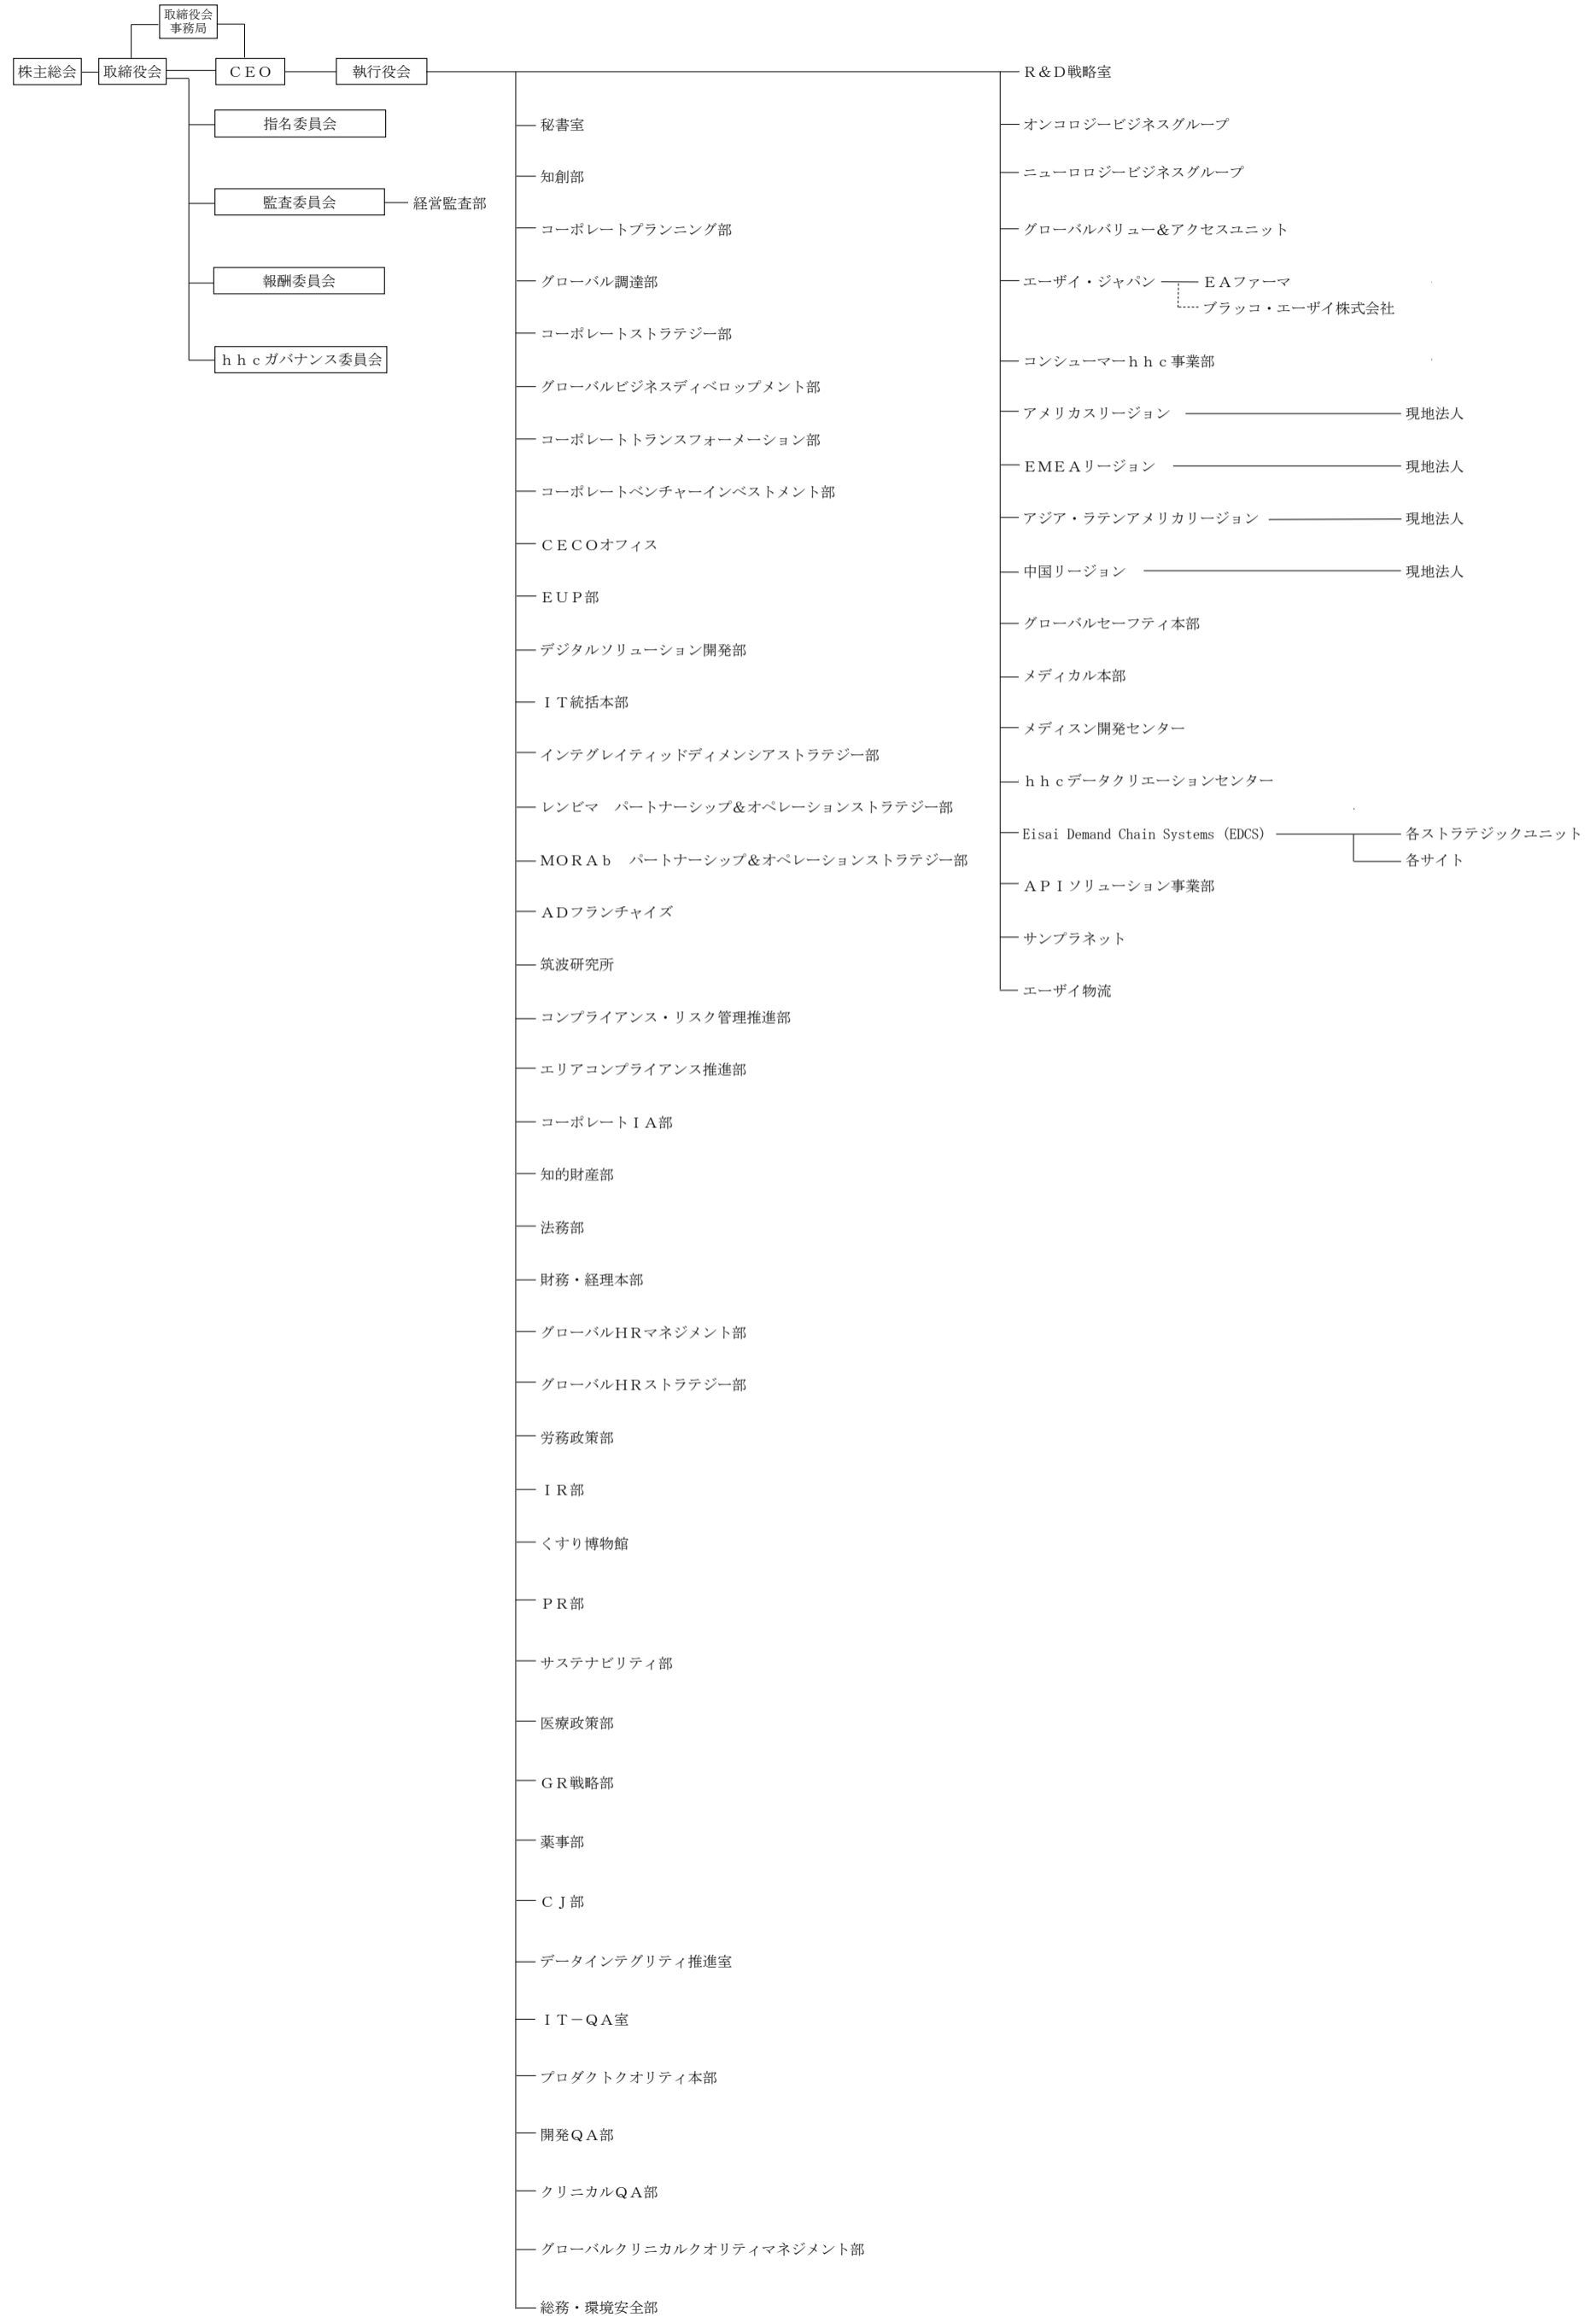 取締役会
事務局
株主総会
取締役会
ＣＥＯ
執行役会
指名委員会
監査委員会
経営監査部
報酬委員会
ｈｈｃガバナンス委員会
秘書室
知創部
コーポレートプランニング部
グローバル調達部
コーポレートストラテジー部
グローバルビジネスディベロップメント部
コーポレートトランスフォーメーション部
コーポレートベンチャーインベストメント部
ＣＥＣＯオフィス
ＥＵＰ部
デジタルソリューション開発部
ＩＴ統括本部
インテグレイティッドディメンシアストラテジー部
レンビマ　パートナーシップ＆オペレーションストラテジー部
ＭＯＲＡｂ　パートナーシップ＆オペレーションストラテジー部
ＡＤフランチャイズ
筑波研究所
コンプライアンス・リスク管理推進部
エリアコンプライアンス推進部
コーポレートＩＡ部
知的財産部
法務部
財務・経理本部
グローバルＨＲマネジメント部
グローバルＨＲストラテジー部
労務政策部
ＩＲ部
くすり博物館
ＰＲ部
サステナビリティ部
医療政策部
ＧＲ戦略部
薬事部
ＣＪ部
データインテグリティ推進室
ＩＴ－ＱＡ室
プロダクトクオリティ本部
開発ＱＡ部
クリニカルＱＡ部
グローバルクリニカルクオリティマネジメント部
総務・環境安全部
Ｒ＆Ｄ戦略室
オンコロジービジネスグループ
ニューロロジービジネスグループ
グローバルバリュー＆アクセスユニット
エーザイ・ジャパン
ＥＡファーマ
ブラッコ・エーザイ株式会社
コンシューマーｈｈｃ事業部
アメリカスリージョン
現地法人
ＥＭＥＡリージョン
現地法人
アジア・ラテンアメリカリージョン
現地法人
中国リージョン
現地法人
グローバルセーフティ本部
メディカル本部
メディスン開発センター
ｈｈｃデータクリエーションセンター
Eisai Demand Chain Systems（EDCS）
各ストラテジックユニット
各サイト
ＡＰＩソリューション事業部
サンプラネット
エーザイ物流